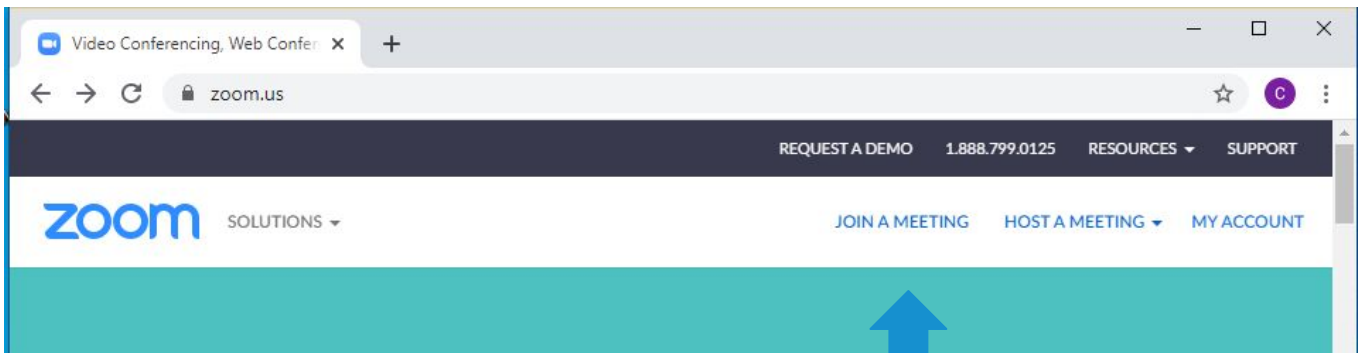 Video Conferencing, Web Confer
zoom.us
C
REQUEST A DEMO 1.888.799.0125 RESOURCES SUPPORT
zoom SOLUTIONS JOIN A MEETING HOST A MEETING MY ACCOUNT